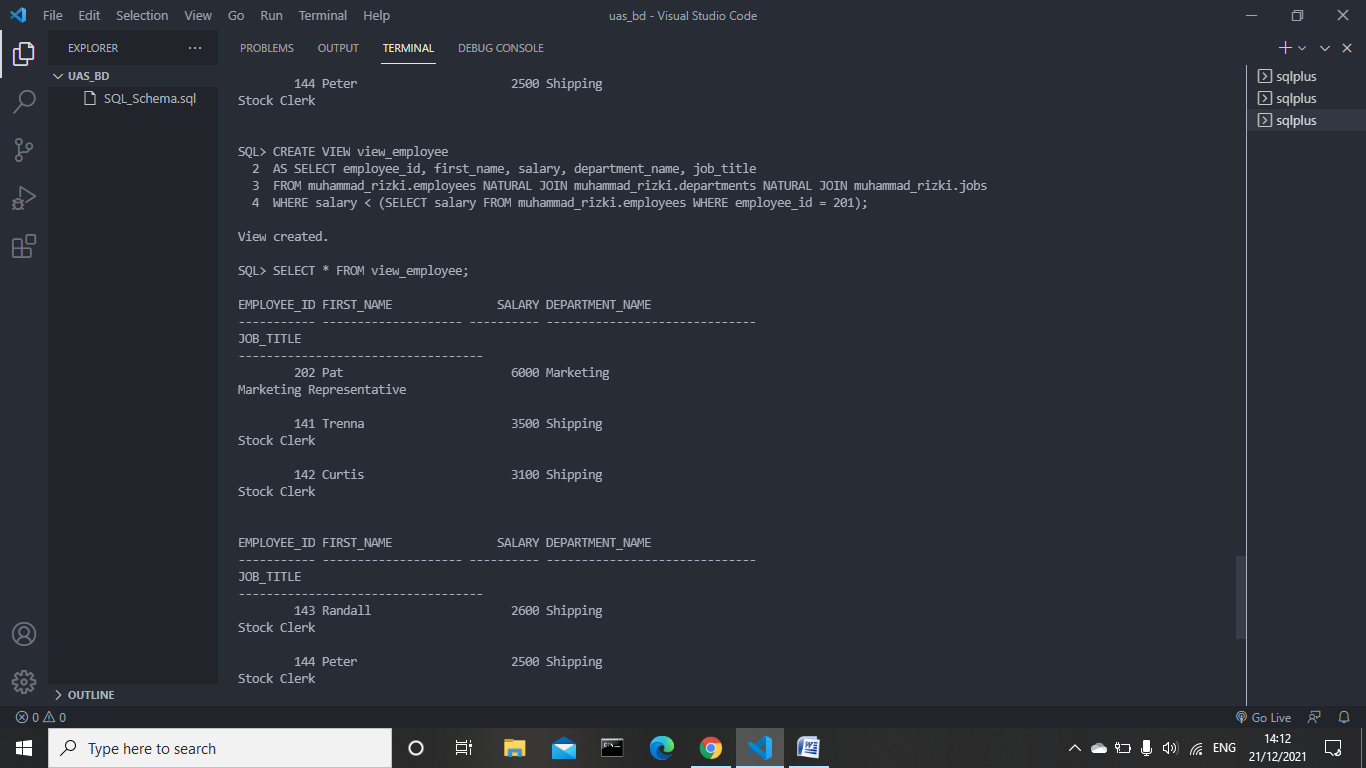 File Edit Selection View Go Run Terminal Help
uas_bd - Visual Studio Code
EXPLORER ···
UAS_BD
SQL_Schema.sql
OUTLINE
PROBLEMS OUTPUT TERMINAL DEBUG CONSOLE
144 Peter 2500 Shipping
Stock Clerk
SQL> CREATE VIEW view_employee
2 AS SELECT employee_id, first_name, salary, department_name, job_title
3 FROM muhammad_rizki.employees NATURAL JOIN muhammad_rizki.departments NATURAL JOIN muhammad_rizki.jobs
4 WHERE salary < (SELECT salary FROM muhammad_rizki.employees WHERE employee_id = 201);
View created.
SQL> SELECT * FROM view_employee;
EMPLOYEE_ID FIRST_NAME SALARY DEPARTMENT_NAME
----------- -------------------- ---------- ------------------------------
JOB_TITLE
-----------------------------------
202 Pat 6000 Marketing
Marketing Representative
141 Trenna 3500 Shipping
Stock Clerk
142 Curtis 3100 Shipping
Stock Clerk
EMPLOYEE_ID FIRST_NAME SALARY DEPARTMENT_NAME
----------- -------------------- ---------- ------------------------------
JOB_TITLE
-----------------------------------
143 Randall 2600 Shipping
Stock Clerk
144 Peter 2500 Shipping
Stock Clerk
sqlplus
sqlplus
sqlplus
0 0
Go Live
Type here to search
ENG
14:12
21/12/2021